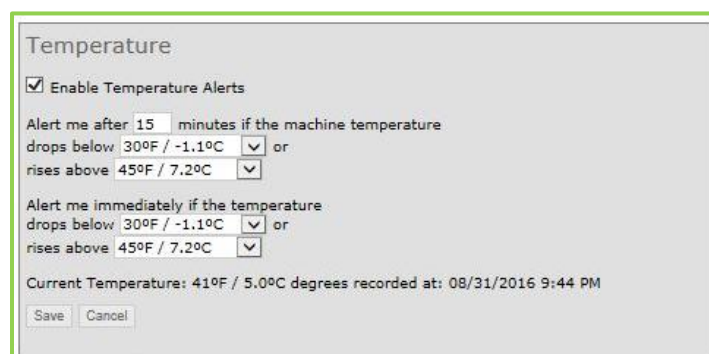 Temperature
Enable Temperature Alerts
Alert me after 15 minutes if the machine temperature
drops below 30ºF / -1.1ºC or
rises above 45ºF / 7.2ºC
Alert me immediately if the temperature
drops below 30ºF / -1.1ºC or
rises above 45ºF / 7.2ºC
Current Temperature: 41ºF / 5.0ºC degrees recorded at: 08/31/2016 9:44 PM
Save Cancel